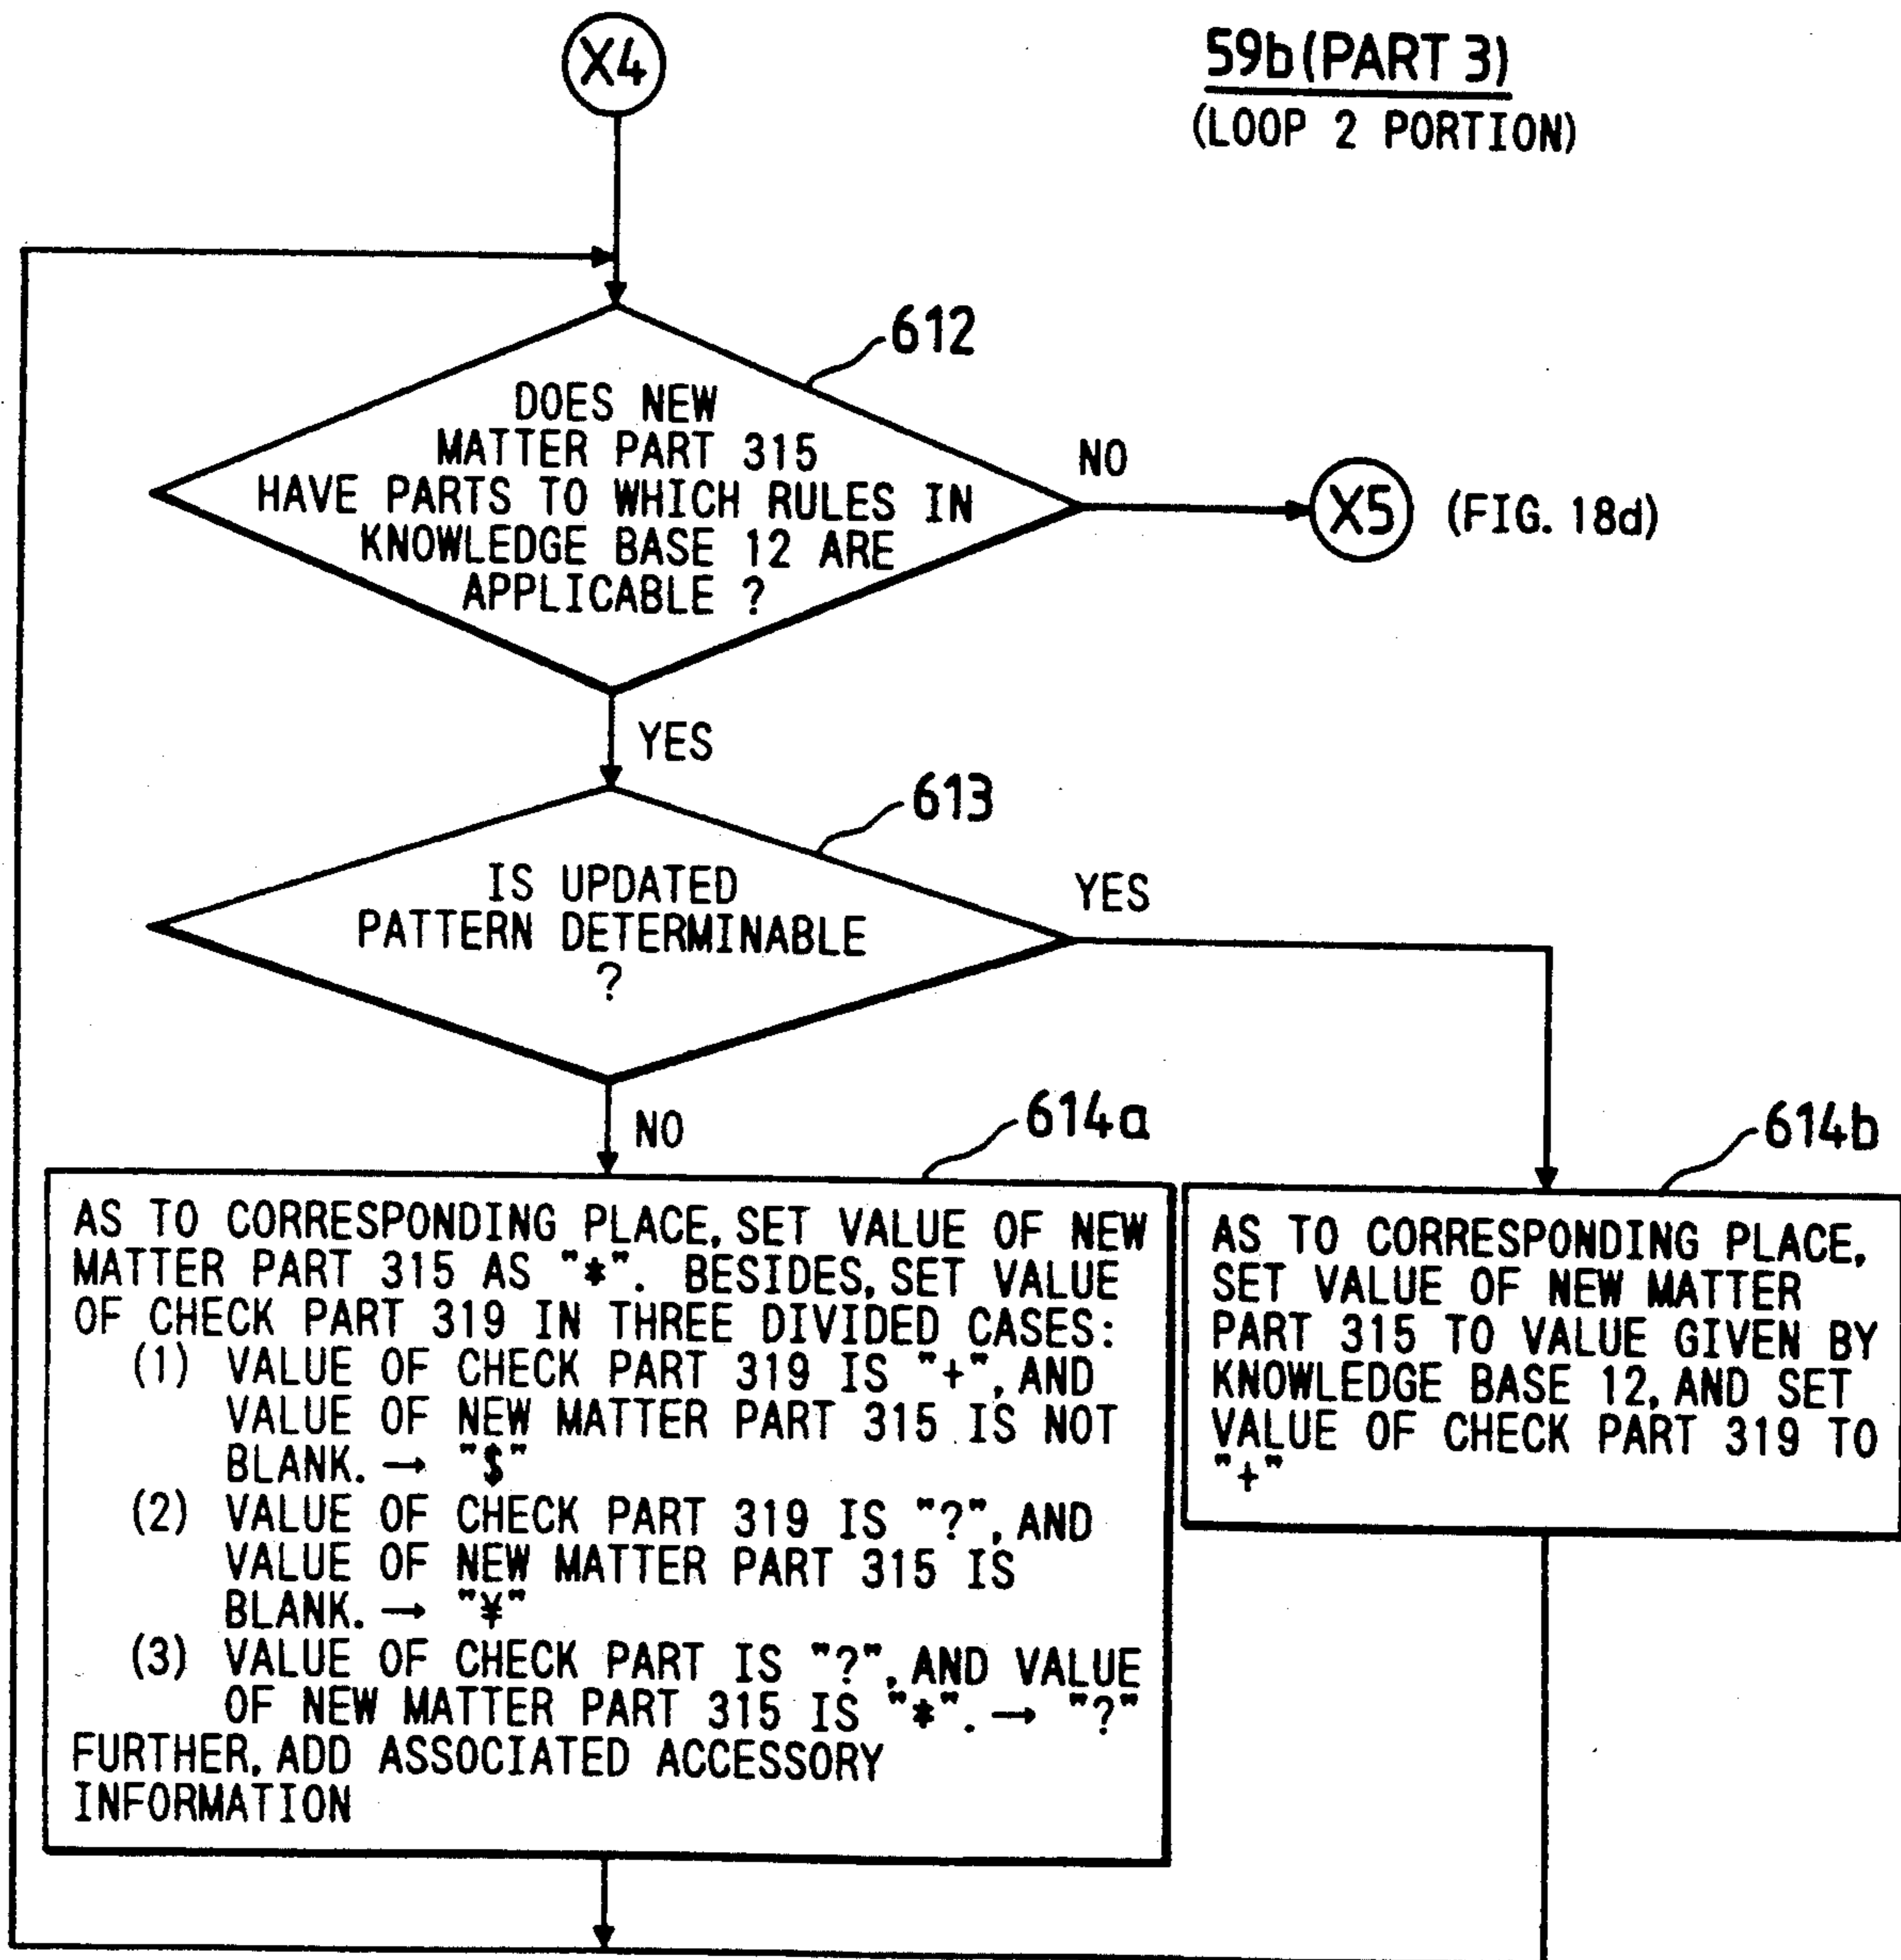 X4
59b(PART 3)
(LOOP 2 PORTION)
612
DOES NEW
MATTER PART 315
HAVE PARTS TO WHICH RULES IN
KNOWLEDGE BASE 12 ARE
APPLICABLE ?
NO
X5 (FIG. 18d)
YES
613
IS UPDATED
PATTERN DETERMINABLE
?
YES
NO
614a
AS TO CORRESPONDING PLACE, SET VALUE OF NEW
MATTER PART 315 AS "*". BESIDES, SET VALUE
OF CHECK PART 319 IN THREE DIVIDED CASES:
(1) VALUE OF CHECK PART 319 IS "+", AND
VALUE OF NEW MATTER PART 315 IS NOT
BLANK. → "$"
(2) VALUE OF CHECK PART 319 IS "?", AND
VALUE OF NEW MATTER PART 315 IS
BLANK. → "¥"
(3) VALUE OF CHECK PART IS "?", AND VALUE
OF NEW MATTER PART 315 IS "*". → "?"
FURTHER, ADD ASSOCIATED ACCESSORY
INFORMATION
614b
AS TO CORRESPONDING PLACE,
SET VALUE OF NEW MATTER
PART 315 TO VALUE GIVEN BY
KNOWLEDGE BASE 12, AND SET
VALUE OF CHECK PART 319 TO
"+"